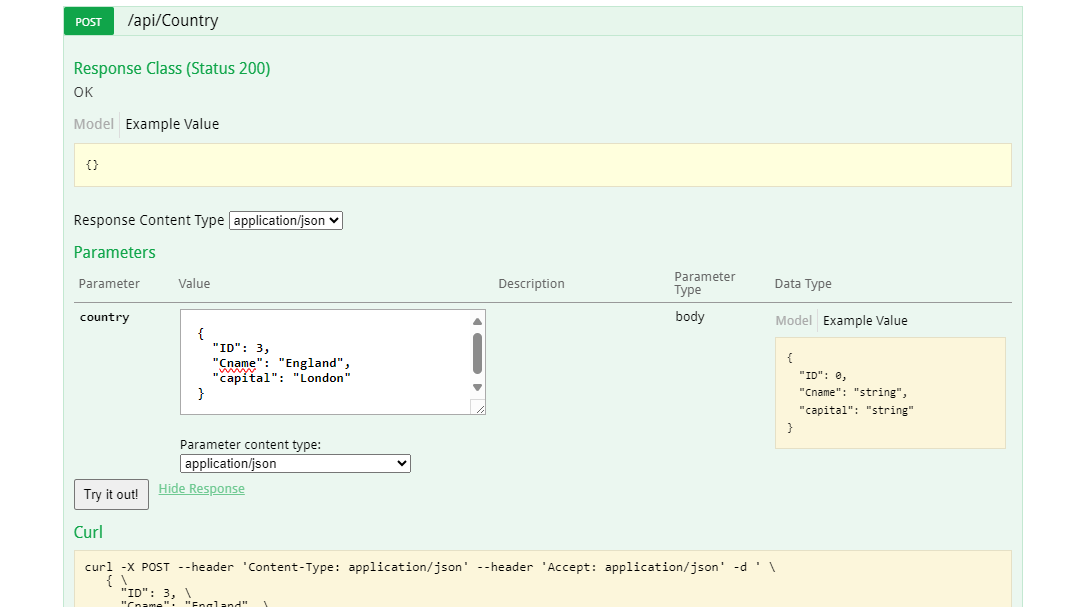 POST /api/Country
Response Class (Status 200)
OK
Model Example Value
{}
Response Content Type application/json
Parameters
Parameter Value Description Parameter Type Data Type
country
{
"ID": 3,
"Cname": "England",
"capital": "London"
}
Parameter content type:
application/json
body
Model Example Value
{
"ID": 0,
"Cname": "string",
"capital": "string"
}
Try it out! Hide Response
Curl
curl -X POST --header 'Content-Type: application/json' --header 'Accept: application/json' -d ' \
{ \
"ID": 3, \
"Cname": "England", \